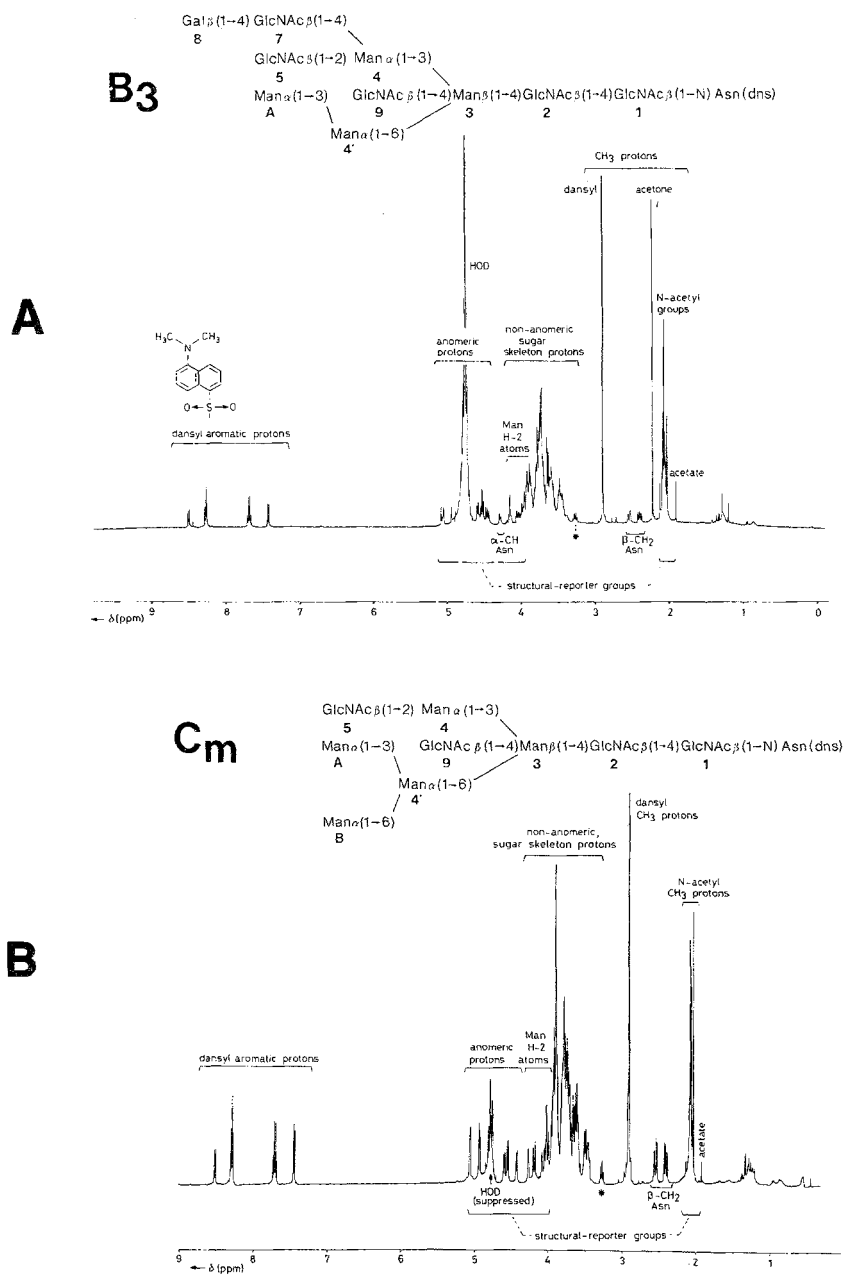 Galβ(1→4) GlcNAcβ(1→4)
8 7
GlcNAcβ(1→2) Manα(1→3)
5 4
B3
Manα(1→3) GlcNAcβ(1→4)Manβ(1→4)GlcNAcβ(1→4)GlcNAcβ(1→N) Asn(dns)
A 9 3 2 1
Manα(1→6)
4'
CH3 protons
dansyl acetone
HOD
A
N-acetyl
groups
H3C CH3
N
anomeric
protons
non-anomeric
sugar
skeleton protons
O S O
dansyl aromatic protons
Man
H-2
atoms
acetate
α-CH
Asn
*
β-CH2
Asn
structural-reporter groups
9 8 7 6 5 4 3 2 1 0
← δ(ppm)
GlcNAcβ(1→2) Manα(1→3)
5 4
Cm
Manα(1→3) GlcNAcβ(1→4)Manβ(1→4)GlcNAcβ(1→4)GlcNAcβ(1→N) Asn(dns)
A 9 3 2 1
Manα(1→6)
4'
Manα(1→6)
B
dansyl
CH3 protons
non-anomeric,
sugar skeleton protons
N-acetyl
CH3 protons
B
dansyl aromatic protons
anomeric
protons
Man
H-2
atoms
acetate
HOD
(suppressed)
*
β-CH2
Asn
structural-reporter groups
9 8 7 6 5 4 3 2 1
← δ (ppm)